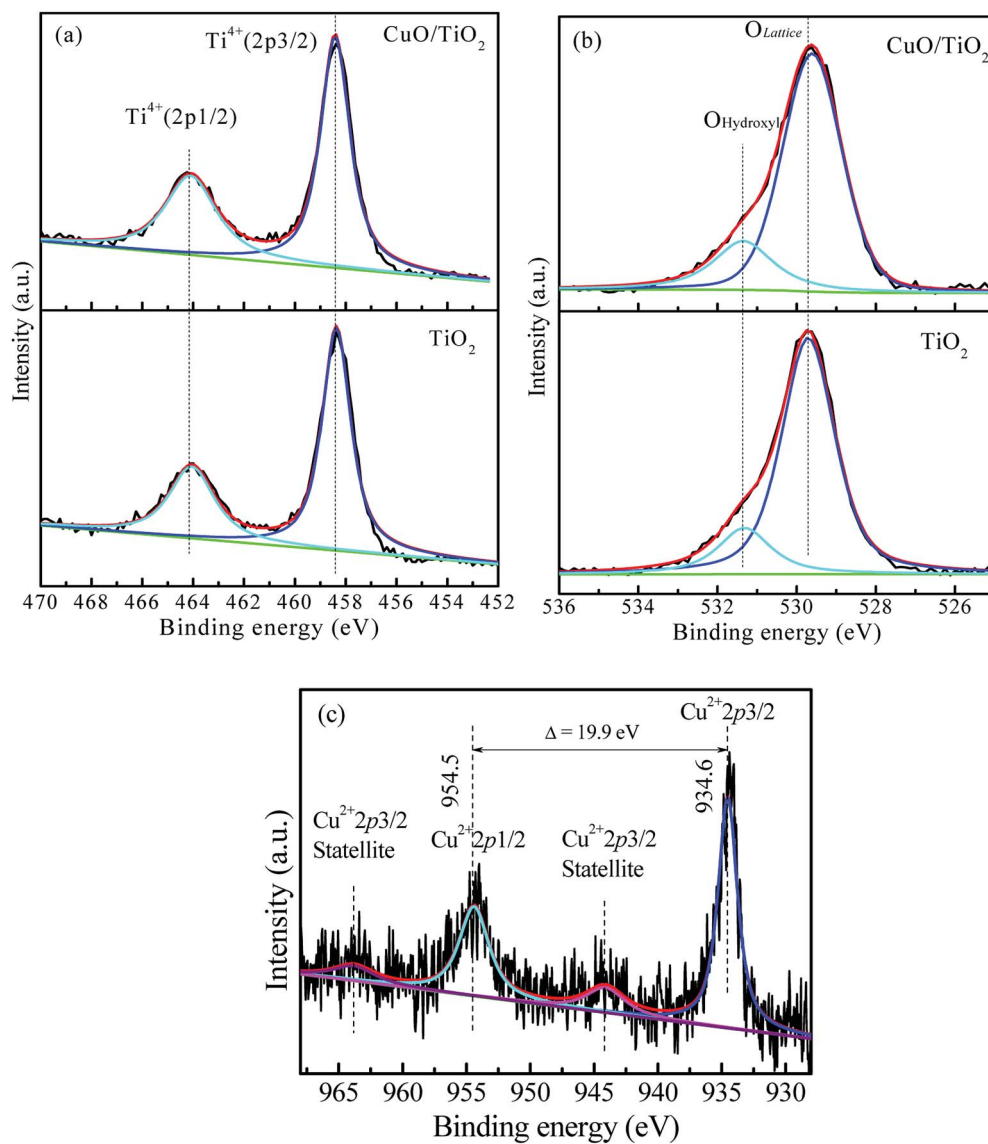 (a)
CuO/TiO₂
Ti⁴⁺(2p3/2)
Ti⁴⁺(2p1/2)
TiO₂
Intensity (a.u.)
470 468 466 464 462 460 458 456 454 452
Binding energy (eV)
(b)
O Lattice
CuO/TiO₂
O Hydroxyl
TiO₂
Intensity (a.u.)
536 534 532 530 528 526
Binding energy (eV)
(c)
Cu²⁺2p3/2
Δ = 19.9 eV
954.5
934.6
Cu²⁺2p3/2
Statellite
Cu²⁺2p1/2
Cu²⁺2p3/2
Statellite
Intensity (a.u.)
965 960 955 950 945 940 935 930
Binding energy (eV)